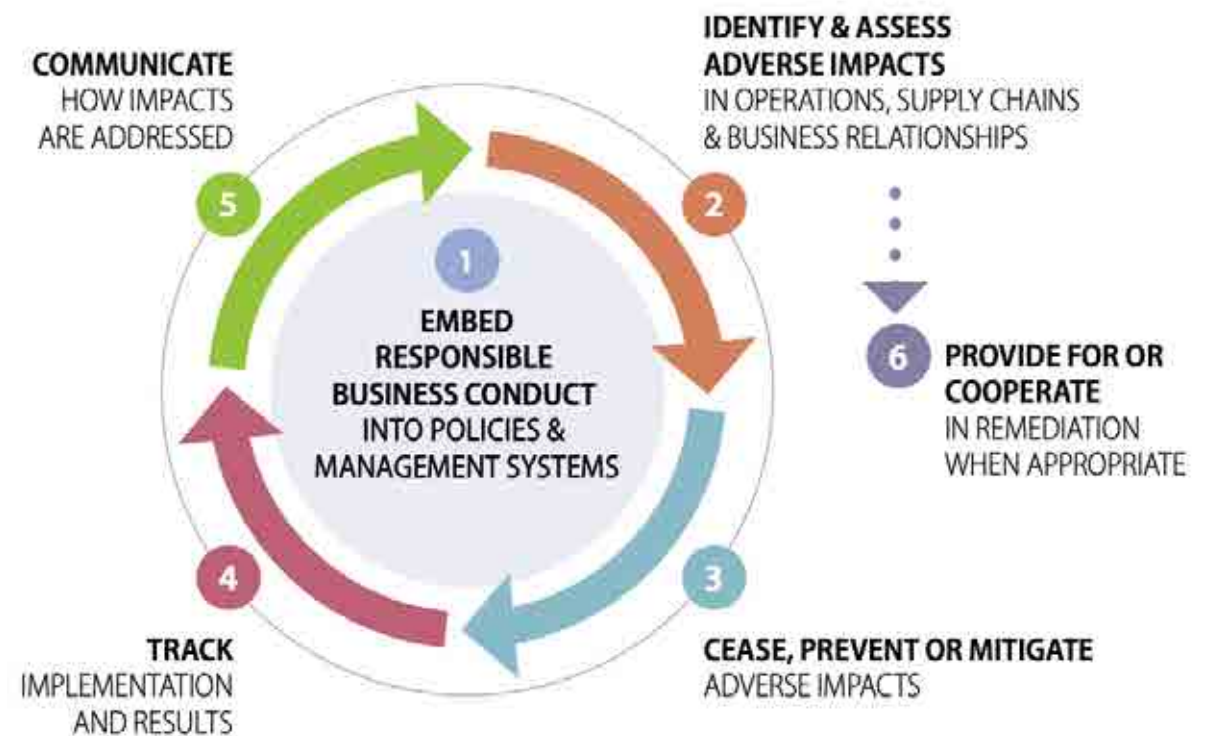 COMMUNICATE
HOW IMPACTS
ARE ADDRESSED
5
IDENTIFY & ASSESS
ADVERSE IMPACTS
IN OPERATIONS, SUPPLY CHAINS
& BUSINESS RELATIONSHIPS
2
1
EMBED
RESPONSIBLE
BUSINESS CONDUCT
INTO POLICIES &
MANAGEMENT SYSTEMS
6
PROVIDE FOR OR
COOPERATE
IN REMEDIATION
WHEN APPROPRIATE
4
TRACK
IMPLEMENTATION
AND RESULTS
3
CEASE, PREVENT OR MITIGATE
ADVERSE IMPACTS